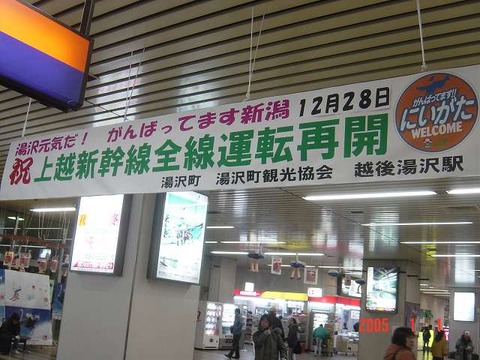 湯沢元気だ！ がんばってます新潟 12月28日
祝 上越新幹線全線運転再開
湯沢町 湯沢町観光協会 越後湯沢駅
がんばってます!!
にいがた
WELCOME
2005 1 1